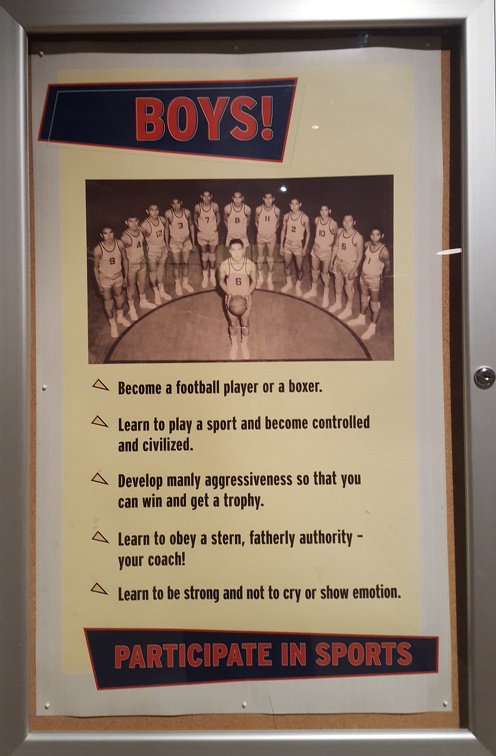 BOYS!
Become a football player or a boxer.
Learn to play a sport and become controlled
and civilized.
Develop manly aggressiveness so that you
can win and get a trophy.
Learn to obey a stern, fatherly authority –
your coach!
Learn to be strong and not to cry or show emotion.
PARTICIPATE IN SPORTS